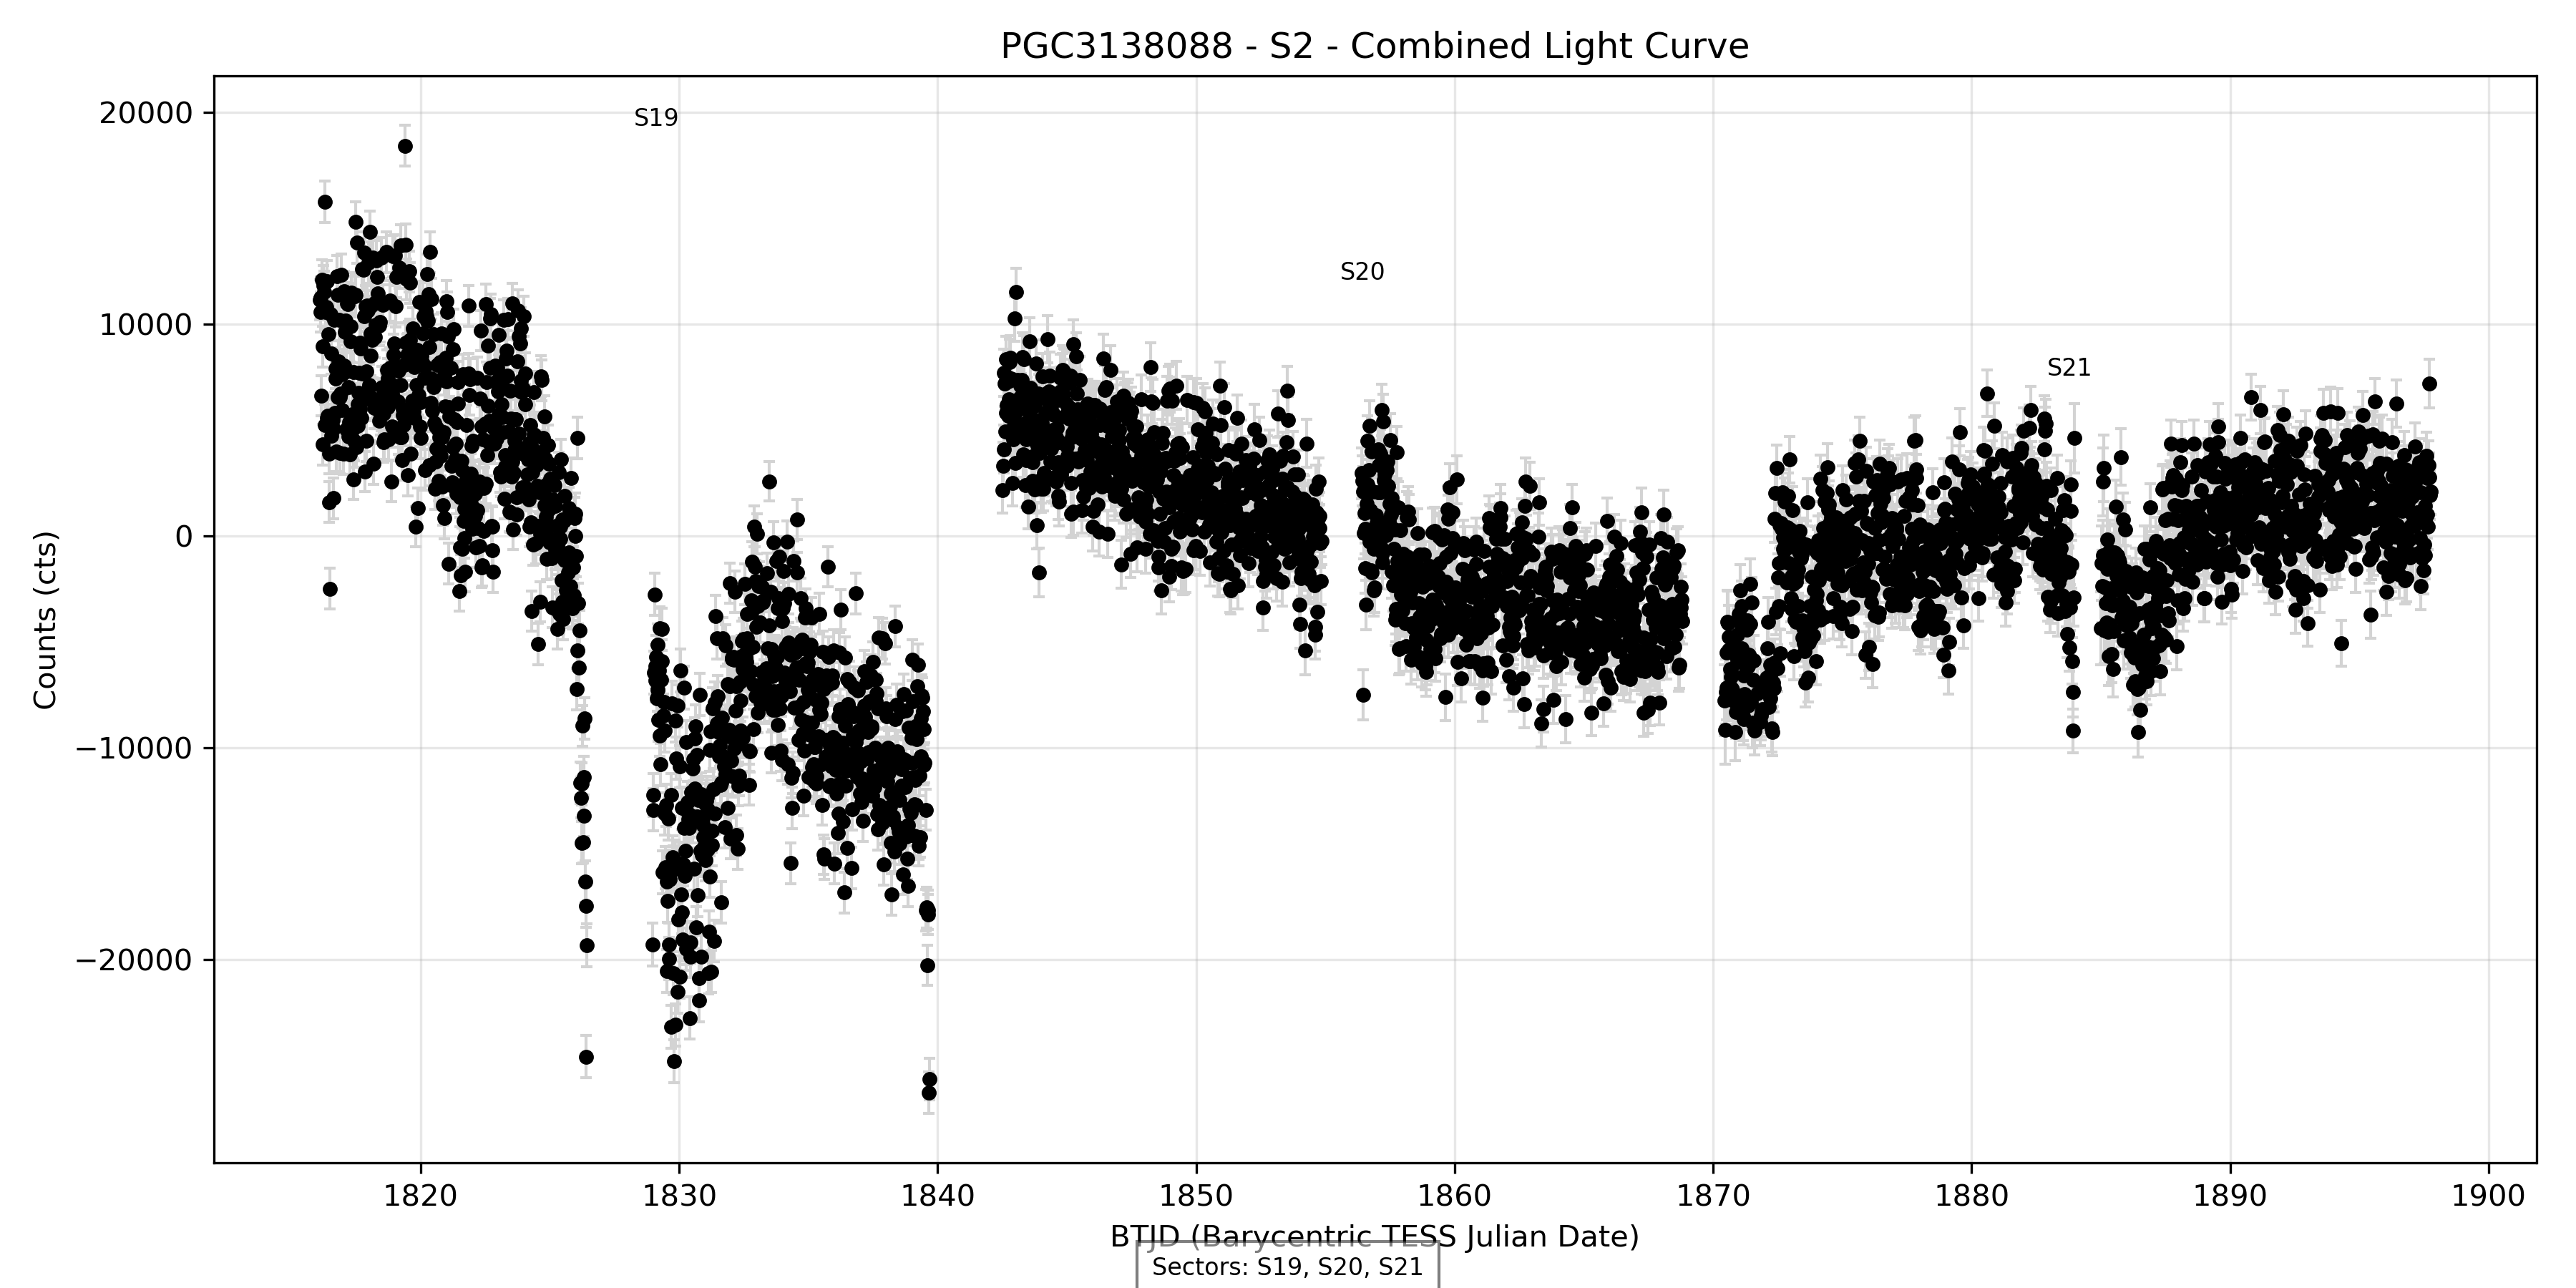 PGC3138088 - S2 - Combined Light Curve
20000
10000
0
−10000
−20000
Counts (cts)
S19
S20
S21
1820
1830
1840
1850
1860
1870
1880
1890
1900
BTJD (Barycentric TESS Julian Date)
Sectors: S19, S20, S21